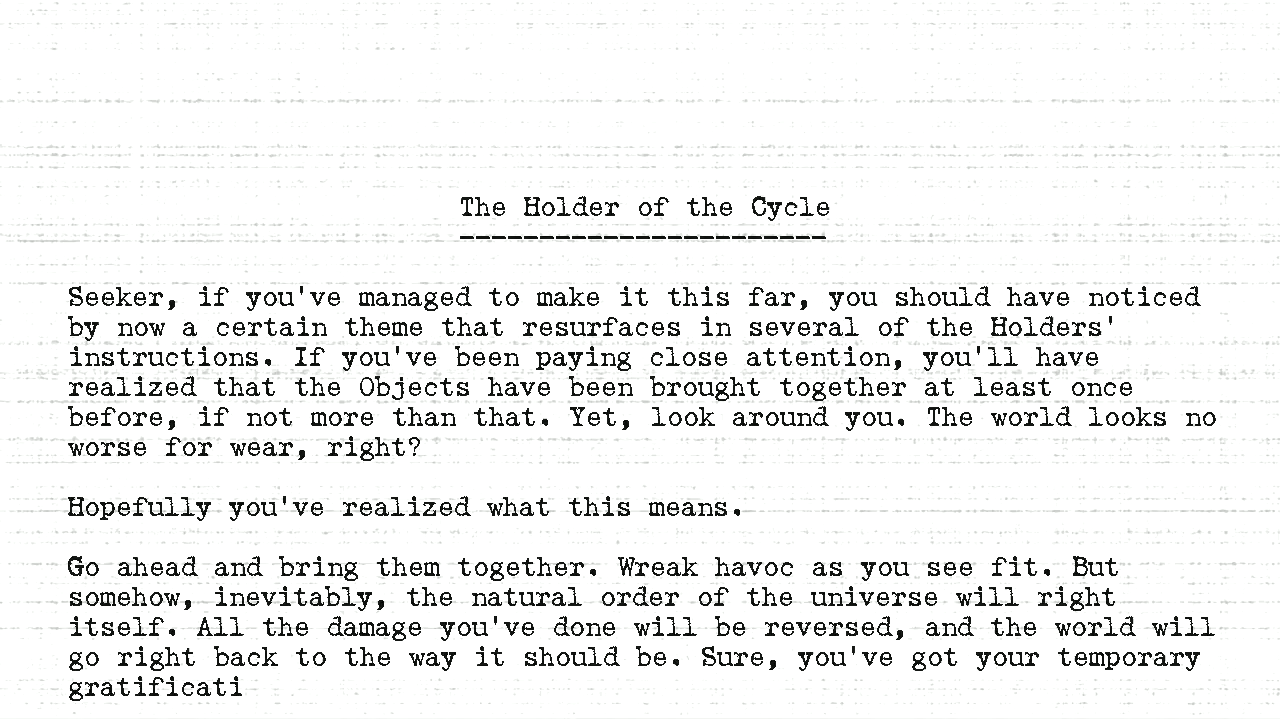 The Holder of the Cycle
-----------------------
Seeker, if you've managed to make it this far, you should have noticed
by now a certain theme that resurfaces in several of the Holders'
instructions. If you've been paying close attention, you'll have
realized that the Objects have been brought together at least once
before, if not more than that. Yet, look around you. The world looks no
worse for wear, right?
Hopefully you've realized what this means.
Go ahead and bring them together. Wreak havoc as you see fit. But
somehow, inevitably, the natural order of the universe will right
itself. All the damage you've done will be reversed, and the world will
go right back to the way it should be. Sure, you've got your temporary
gratificati